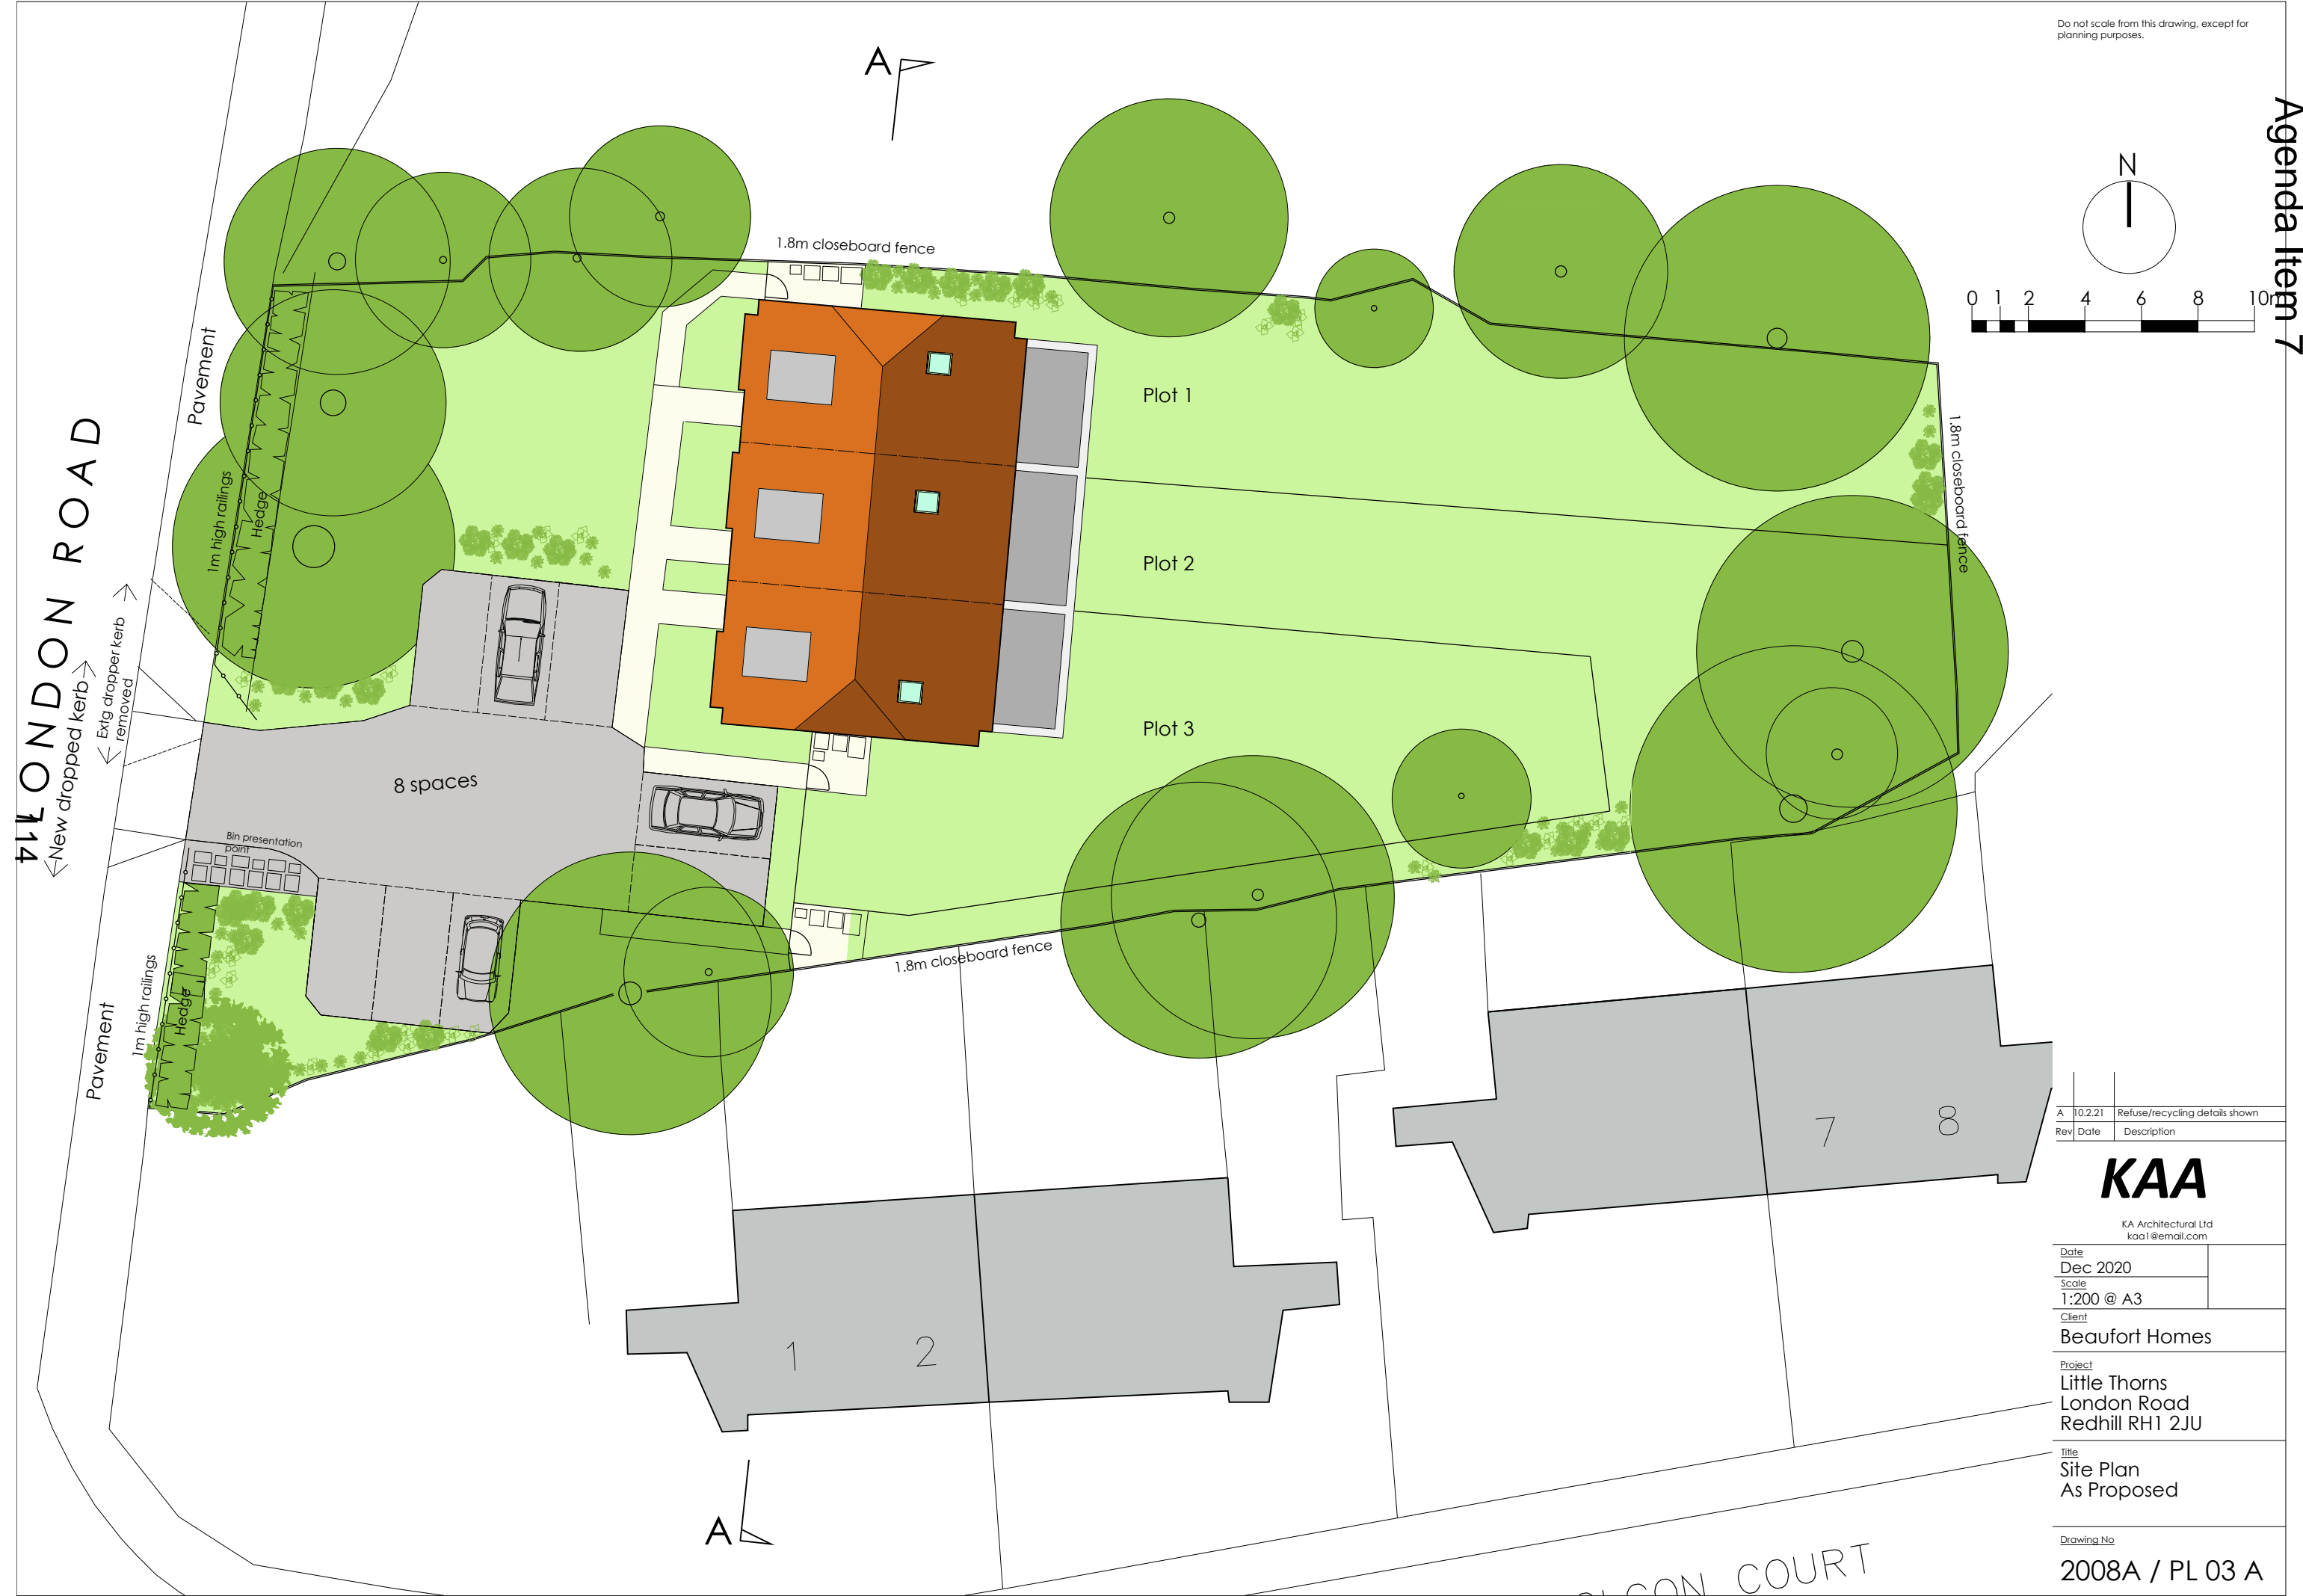 Do not scale from this drawing, except for
planning purposes.
Agenda Item 7
A
N
0 1 2 4 6 8 10m
1.8m closeboard fence
Pavement
1m high railings
Hedge
LONDON ROAD
Extg dropper kerb
removed
New dropped kerb
114
Plot 1
Plot 2
Plot 3
1.8m closeboard fence
8 spaces
Bin presentation
point
1m high railings
Hedge
Pavement
1.8m closeboard fence
1 2
7 8
A
COURT
A 10.2.21 Refuse/recycling details shown
Rev Date Description
KAA
KA Architectural Ltd
kaa1@email.com
Date
Dec 2020
Scale
1:200 @ A3
Client
Beaufort Homes
Project
Little Thorns
London Road
Redhill RH1 2JU
Title
Site Plan
As Proposed
Drawing No
2008A / PL 03 A